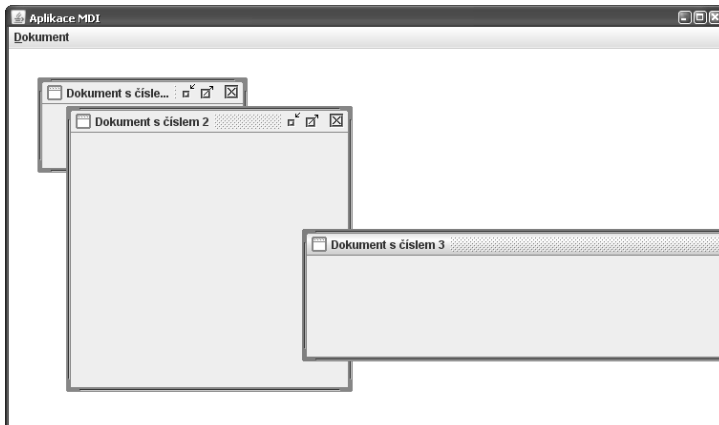 Aplikace MDI
Dokument
Dokument s čísle...
Dokument s číslem 2
Dokument s číslem 3